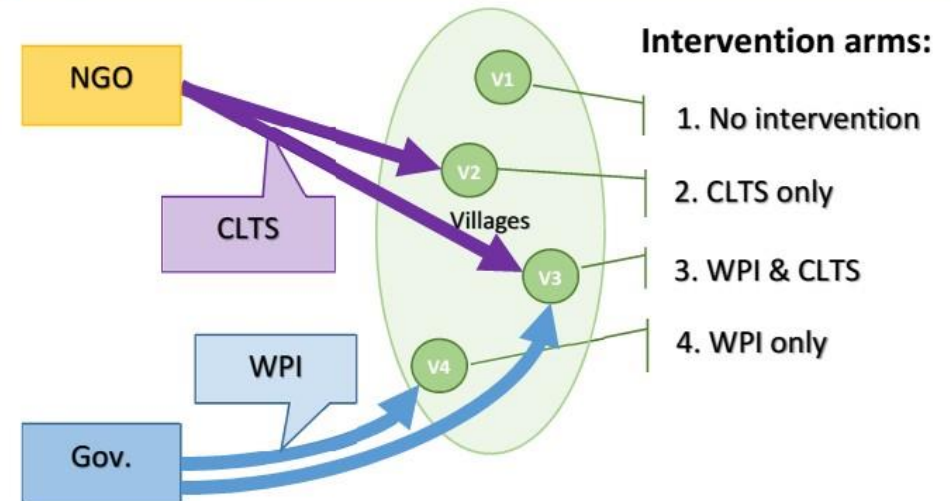 NGO
CLTS
WPI
Gov.
V1
V2
Villages
V3
V4
Intervention arms:
1. No intervention
2. CLTS only
3. WPI & CLTS
4. WPI only